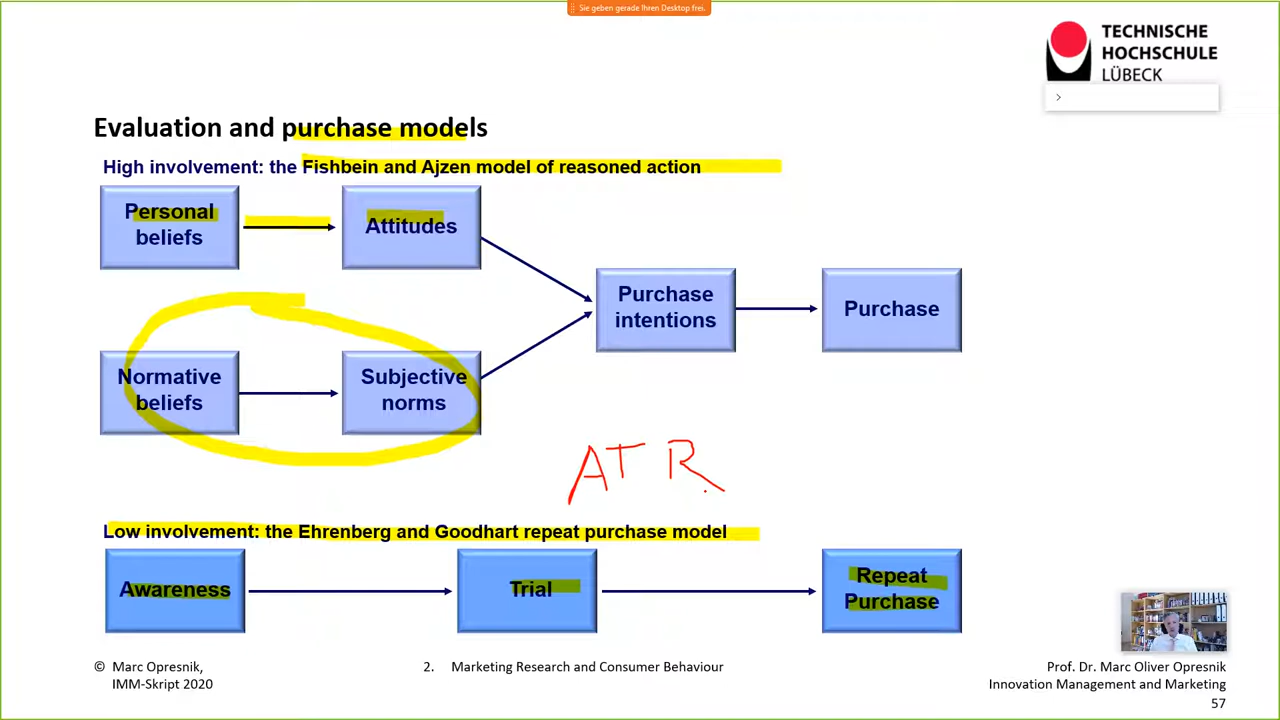 Sie geben gerade Ihren Desktop frei.
TECHNISCHE
HOCHSCHULE
LÜBECK
Evaluation and purchase models
High involvement: the Fishbein and Ajzen model of reasoned action
Personal
beliefs
Attitudes
Purchase
intentions
Purchase
Normative
beliefs
Subjective
norms
ATR
Low involvement: the Ehrenberg and Goodhart repeat purchase model
Awareness
Trial
Repeat
Purchase
© Marc Opresnik,
IMM-Skript 2020
2. Marketing Research and Consumer Behaviour
Prof. Dr. Marc Oliver Opresnik
Innovation Management and Marketing
57